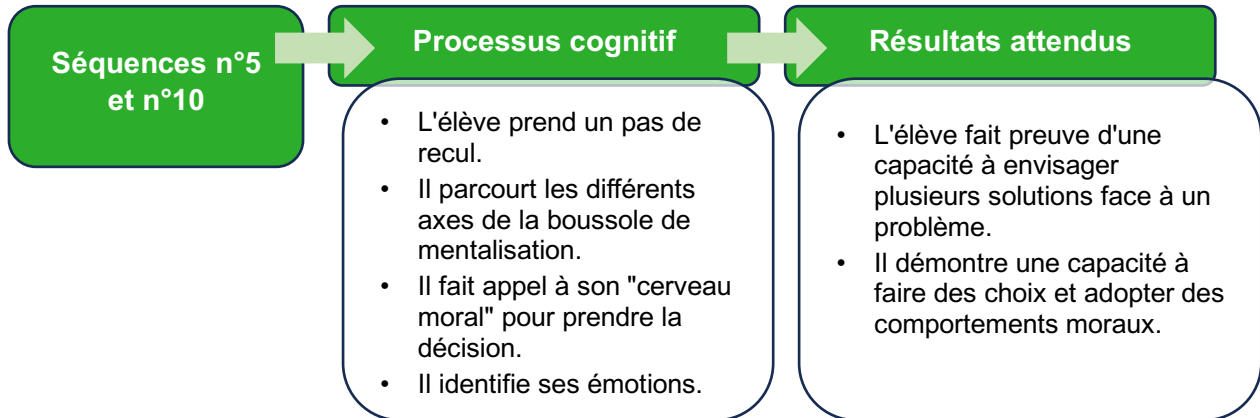 Séquences n°5
et n°10
Processus cognitif
• L'élève prend un pas de
recul.
• Il parcourt les différents
axes de la boussole de
mentalisation.
• Il fait appel à son "cerveau
moral" pour prendre la
décision.
• Il identifie ses émotions.
Résultats attendus
• L'élève fait preuve d'une
capacité à envisager
plusieurs solutions face à un
problème.
• Il démontre une capacité à
faire des choix et adopter des
comportements moraux.